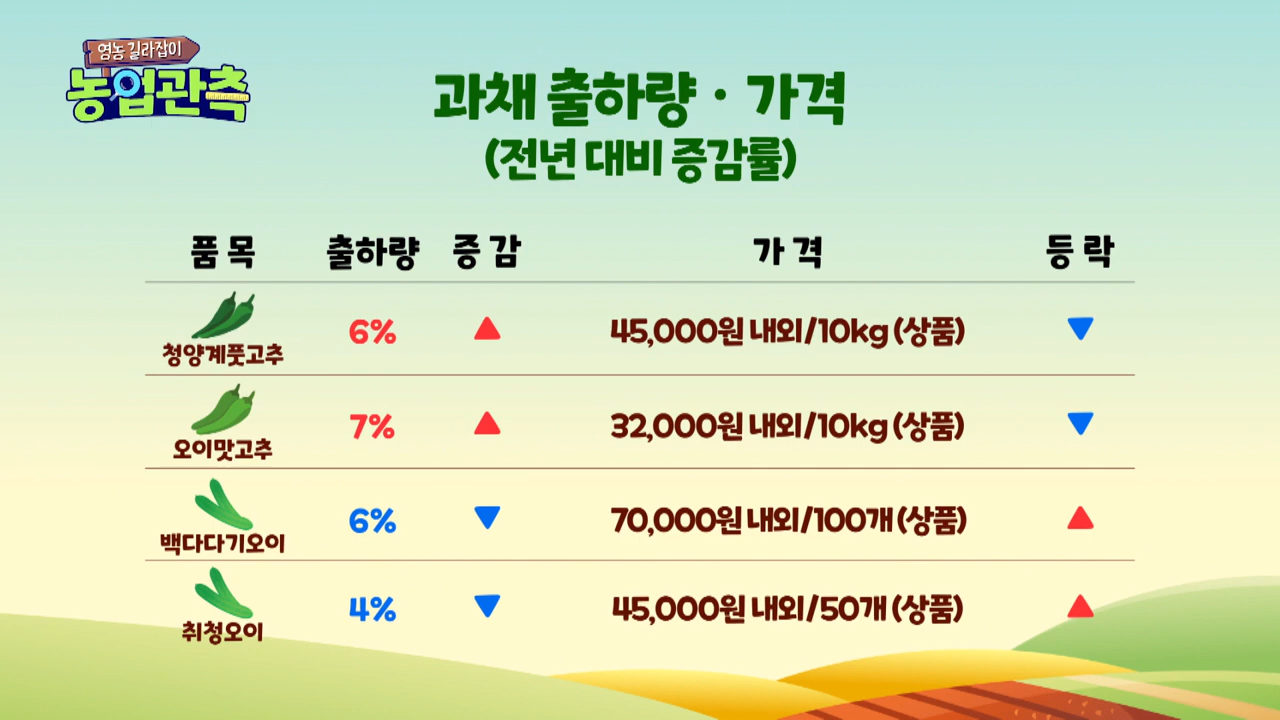 영농 길라잡이
농업관측
과채 출하량 · 가격
(전년 대비 증감률)
품 목 출하량 증 감 가 격 등 락
청양계풋고추 6% ▲ 45,000원 내외/10kg (상품) ▼
오이맛고추 7% ▲ 32,000원 내외/10kg (상품) ▼
백다다기오이 6% ▼ 70,000원 내외/100개 (상품) ▲
취청오이 4% ▼ 45,000원 내외/50개 (상품) ▲